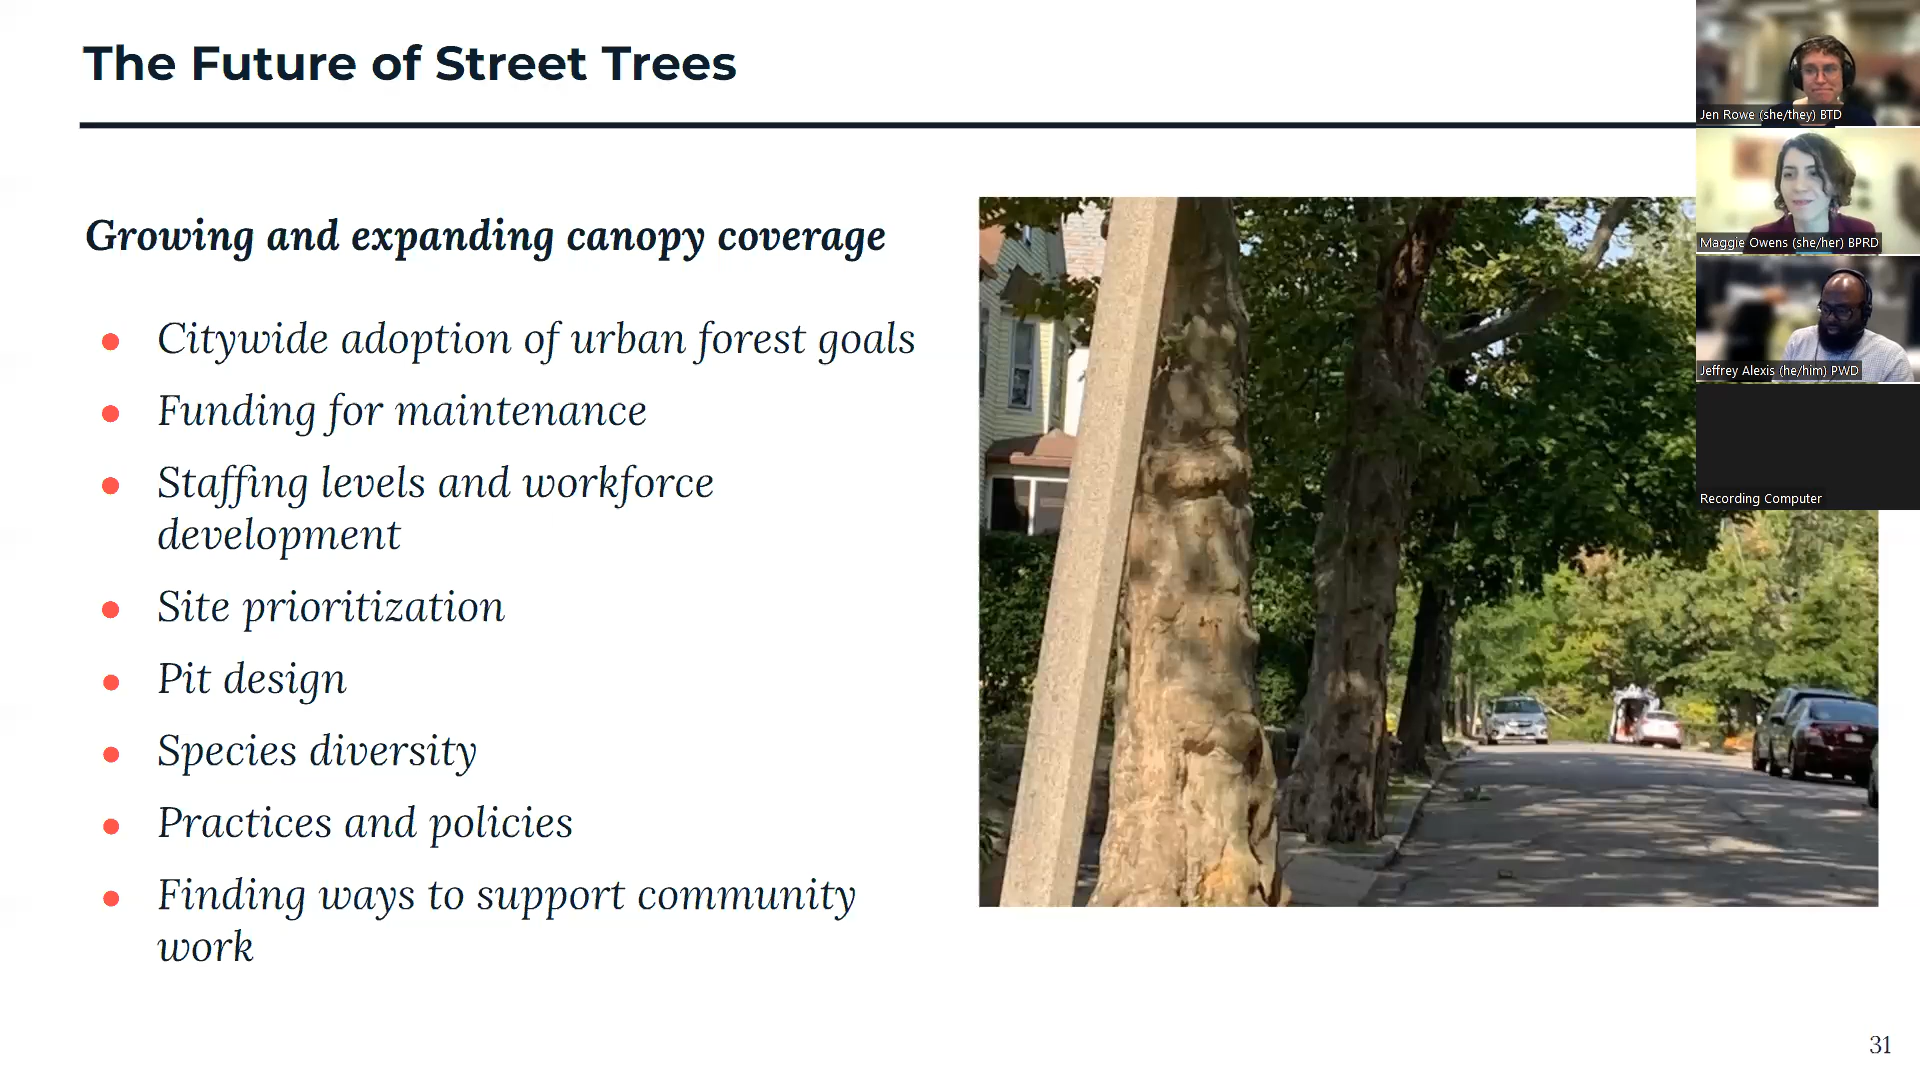 The Future of Street Trees
Growing and expanding canopy coverage
Citywide adoption of urban forest goals
Funding for maintenance
Staffing levels and workforce
development
Site prioritization
Pit design
Species diversity
Practices and policies
Finding ways to support community
work
Jen Rowe (she/they) BTD
Maggie Owens (she/her) BPRD
Jeffrey Alexis (he/him) PWD
Recording Computer
31